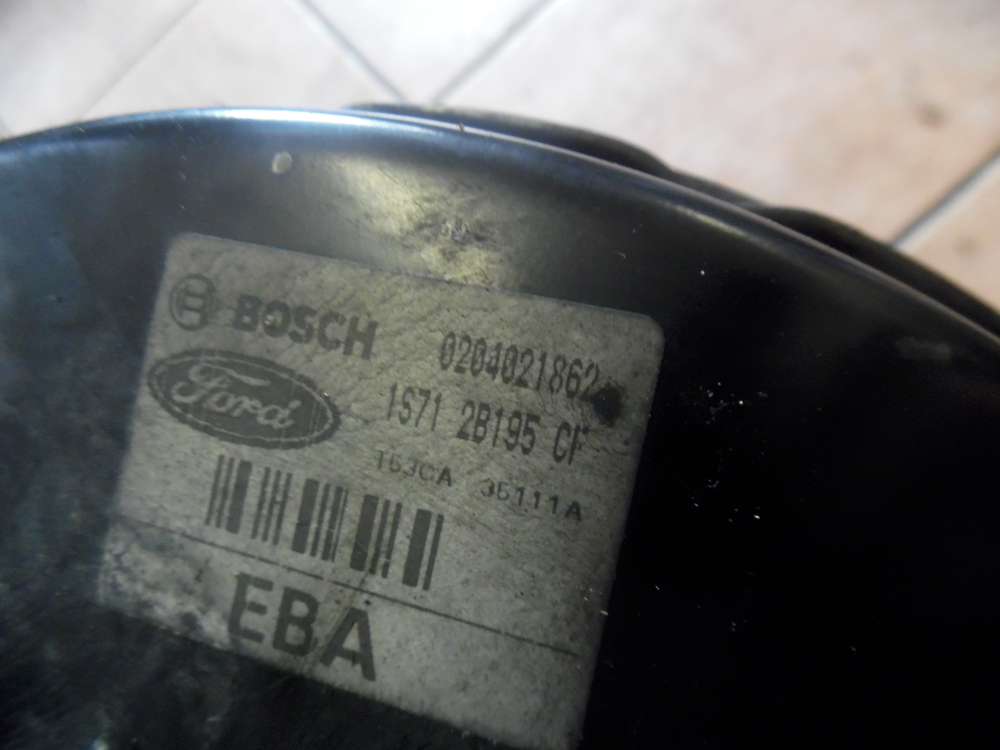 BOSCH 0204021862
Ford 1S71 2B195 CF
35111A
EBA